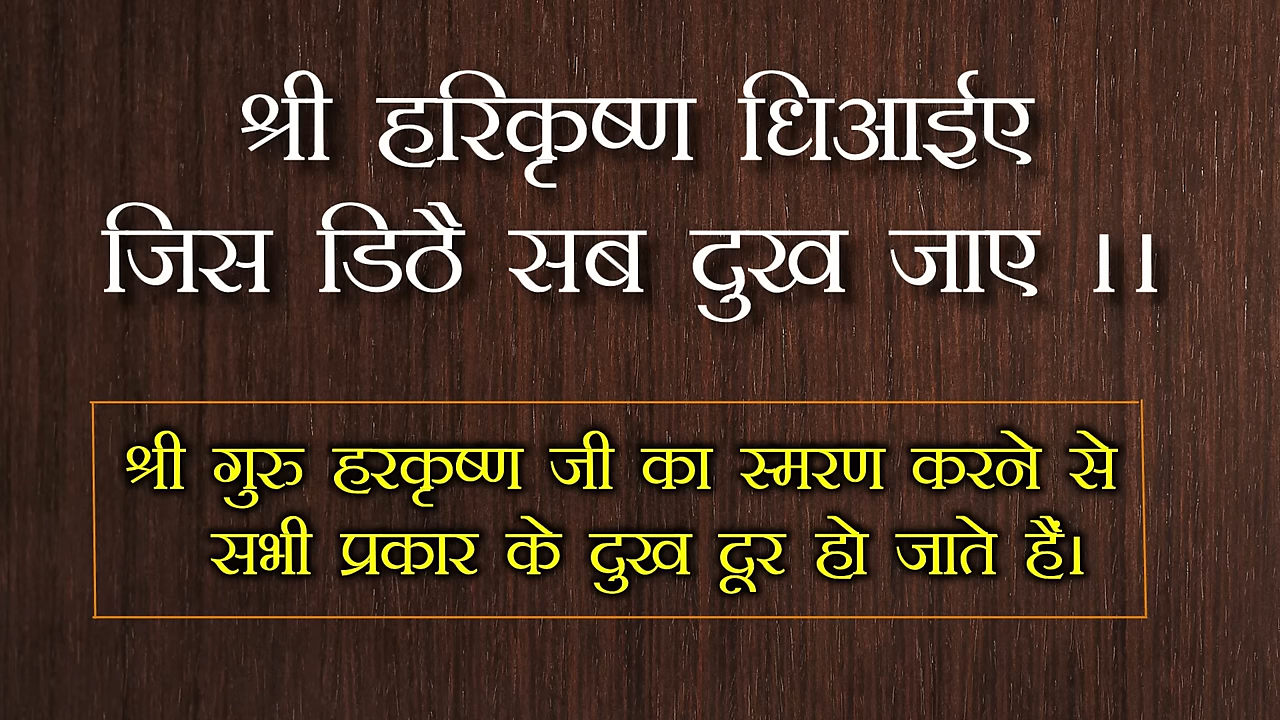 श्री हरिकृष्ण धिआईए
जिस डिठै सब दुख जाए ।।
श्री गुरु हरकृष्ण जी का स्मरण करने से
सभी प्रकार के दुख दूर हो जाते हैं।